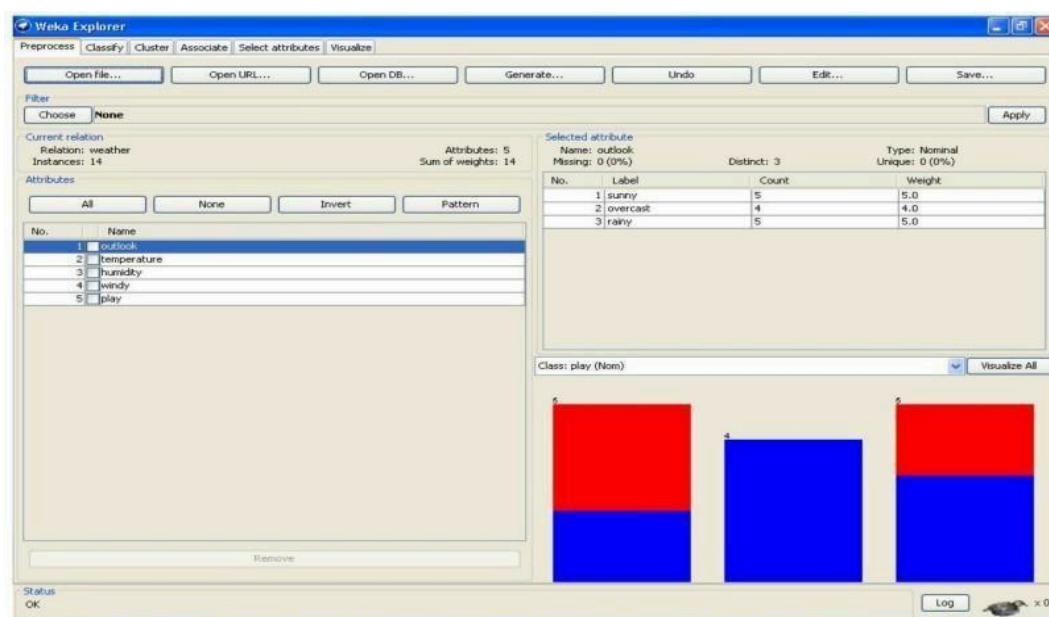 Weka Explorer
Preprocess Classify Cluster Associate Select attributes Visualize
Open file... Open URL... Open DB... Generate... Undo Edit... Save...
Filter
Choose None Apply
Current relation
Relation: weather Attributes: 5
Instances: 14 Sum of weights: 14
Attributes
All None Invert Pattern
No. Name
1 outlook
2 temperature
3 humidity
4 windy
5 play
Remove
Selected attribute
Name: outlook Type: Nominal
Missing: 0 (0%) Distinct: 3 Unique: 0 (0%)
No. Label Count Weight
1 sunny 5 5.0
2 overcast 4 4.0
3 rainy 5 5.0
Class: play (Nom) Visualize All
5 4 5
Status
OK
Log x 0